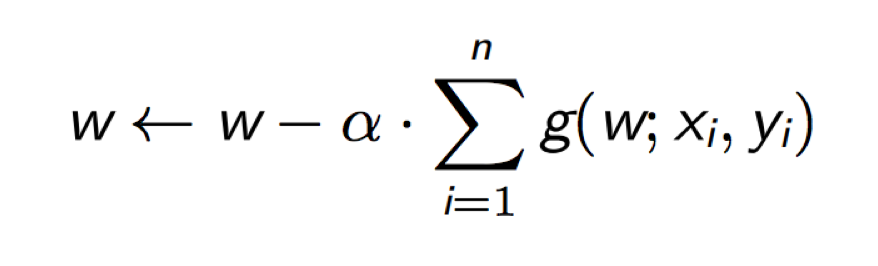 w ← w − α · ∑_{i=1}^{n} g(w; x_i, y_i)